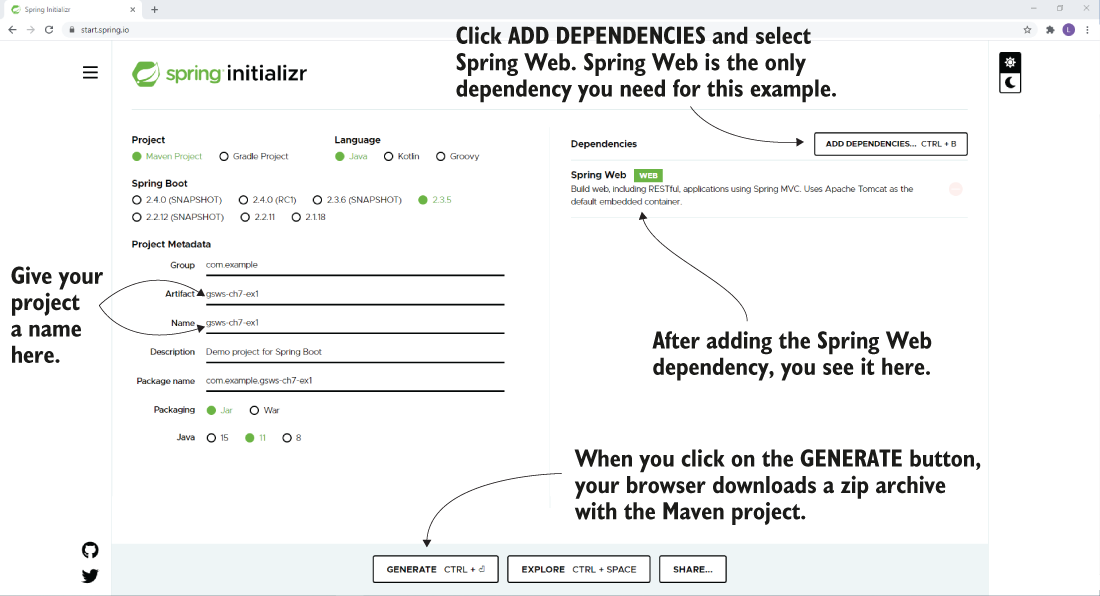 Spring Initializr
start.spring.io
L
Click ADD DEPENDENCIES and select
Spring Web. Spring Web is the only
dependency you need for this example.
spring initializr
Project
Maven Project
Gradle Project
Language
Java
Kotlin
Groovy
Spring Boot
2.4.0 (SNAPSHOT)
2.4.0 (RC1)
2.3.6 (SNAPSHOT)
2.3.5
2.2.12 (SNAPSHOT)
2.2.11
2.1.18
Project Metadata
Group com.example
Artifact gsws-ch7-ex1
Name gsws-ch7-ex1
Description Demo project for Spring Boot
Package name com.example.gsws-ch7-ex1
Packaging Jar War
Java 15 11 8
Give your
project
a name
here.
Dependencies
ADD DEPENDENCIES... CTRL + B
Spring Web WEB
Build web, including RESTful, applications using Spring MVC. Uses Apache Tomcat as the
default embedded container.
After adding the Spring Web
dependency, you see it here.
When you click on the GENERATE button,
your browser downloads a zip archive
with the Maven project.
GENERATE CTRL + ⏎
EXPLORE CTRL + SPACE
SHARE...